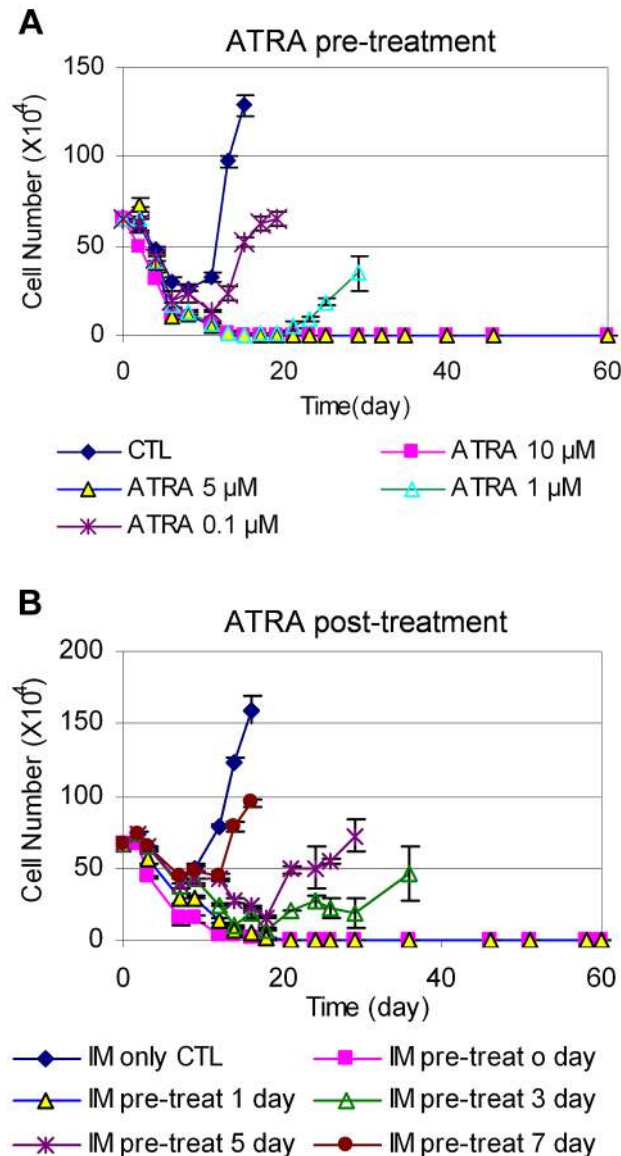 A
ATRA pre-treatment
150
100
50
0
Cell Number (X10⁴)
0 20 40 60
Time(day)
CTL ATRA 10 µM
ATRA 5 µM ATRA 1 µM
ATRA 0.1 µM
B
ATRA post-treatment
200
150
100
50
0
Cell Number (X10⁴)
0 20 40 60
Time (day)
IM only CTL IM pre-treat o day
IM pre-treat 1 day IM pre-treat 3 day
IM pre-treat 5 day IM pre-treat 7 day